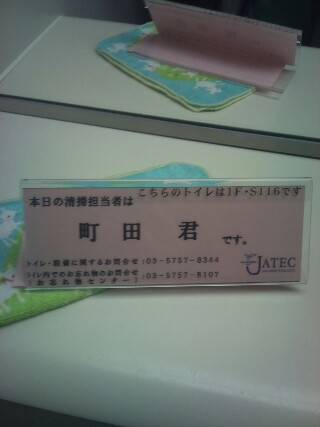 こちらのトイレは1F・S116です
本日の清掃担当者は
町田 君 です。
トイレ・設備に関するお問合せ:03-5757-8344
トイレ内でのお忘れ物のお問合せ:03-5757-8107
(お忘れ物センター)
JATEC